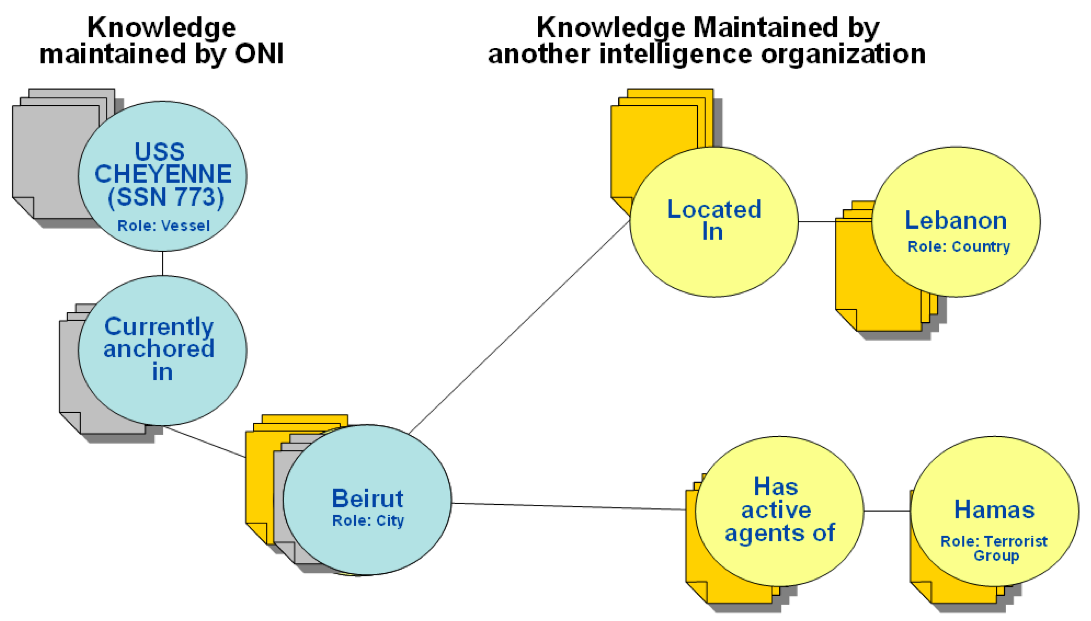 Knowledge
maintained by ONI
Knowledge Maintained by
another intelligence organization
USS
CHEYENNE
(SSN 773)
Role: Vessel
Located
In
Lebanon
Role: Country
Currently
anchored
in
Beirut
Role: City
Has
active
agents of
Hamas
Role: Terrorist
Group